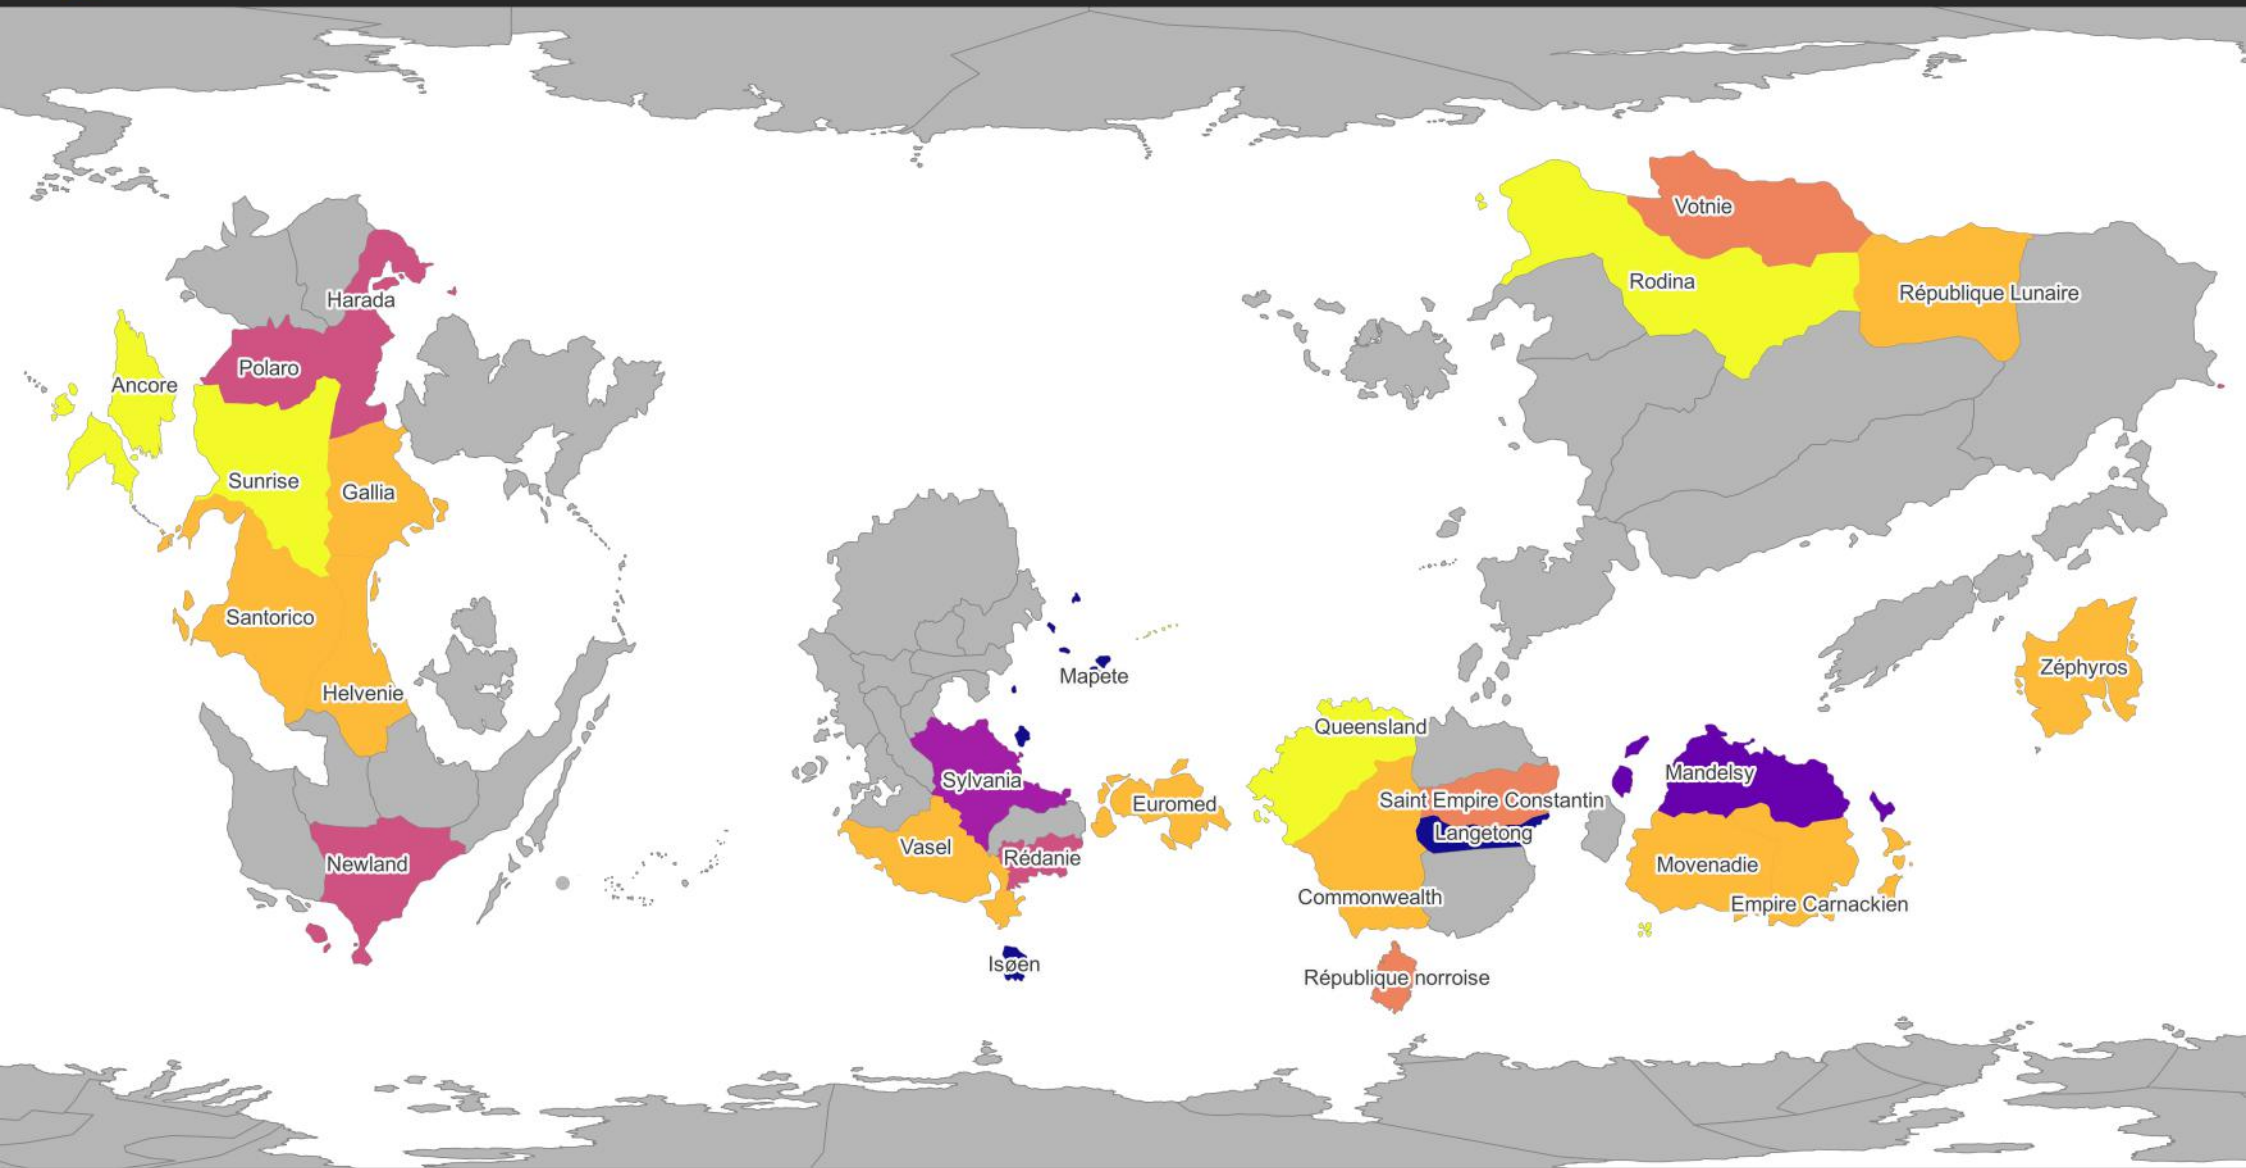 Votnie
Rodina
République Lunaire
Harada
Polaro
Ancore
Sunrise
Gallia
Santorico
Helvenie
Newland
Mapete
Sylvania
Euromed
Vasel
Rédanie
Isøen
Queensland
Saint Empire Constantin
Langetong
Commonwealth
République norroise
Mandelsy
Movenadie
Empire Carnackien
Zéphyros